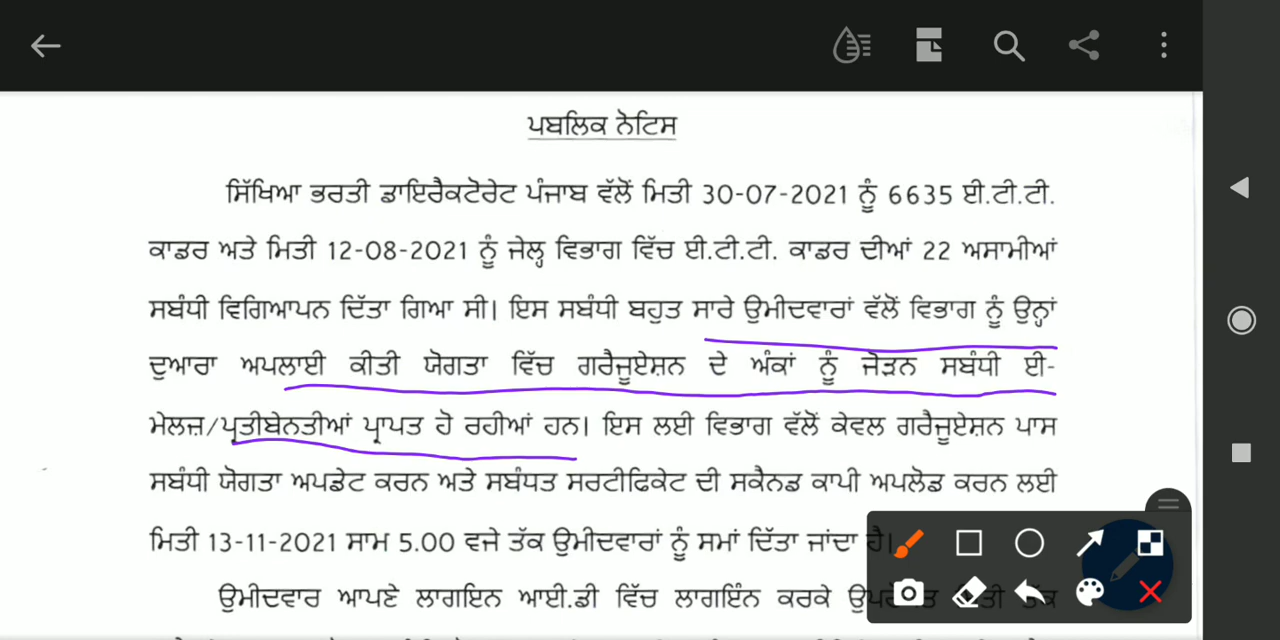 ਪਬਲਿਕ ਨੋਟਿਸ
ਸਿੱਖਿਆ ਭਰਤੀ ਡਾਇਰੈਕਟੋਰੇਟ ਪੰਜਾਬ ਵੱਲੋਂ ਮਿਤੀ 30-07-2021 ਨੂੰ 6635 ਈ.ਟੀ.ਟੀ.
ਕਾਡਰ ਅਤੇ ਮਿਤੀ 12-08-2021 ਨੂੰ ਜੇਲ੍ਹ ਵਿਭਾਗ ਵਿੱਚ ਈ.ਟੀ.ਟੀ. ਕਾਡਰ ਦੀਆਂ 22 ਅਸਾਮੀਆਂ
ਸਬੰਧੀ ਵਿਗਿਆਪਨ ਦਿੱਤਾ ਗਿਆ ਸੀ। ਇਸ ਸਬੰਧੀ ਬਹੁਤ ਸਾਰੇ ਉਮੀਦਵਾਰਾਂ ਵੱਲੋਂ ਵਿਭਾਗ ਨੂੰ ਉਨ੍ਹਾਂ
ਦੁਆਰਾ ਅਪਲਾਈ ਕੀਤੀ ਯੋਗਤਾ ਵਿੱਚ ਗਰੈਜੂਏਸ਼ਨ ਦੇ ਅੰਕਾਂ ਨੂੰ ਜੋੜਨ ਸਬੰਧੀ ਈ-
ਮੇਲਜ਼/ਪ੍ਰਤੀਬੇਨਤੀਆਂ ਪ੍ਰਾਪਤ ਹੋ ਰਹੀਆਂ ਹਨ। ਇਸ ਲਈ ਵਿਭਾਗ ਵੱਲੋਂ ਕੇਵਲ ਗਰੈਜੂਏਸ਼ਨ ਪਾਸ
ਸਬੰਧੀ ਯੋਗਤਾ ਅਪਡੇਟ ਕਰਨ ਅਤੇ ਸਬੰਧਤ ਸਰਟੀਫਿਕੇਟ ਦੀ ਸਕੈਨਡ ਕਾਪੀ ਅਪਲੋਡ ਕਰਨ ਲਈ
ਮਿਤੀ 13-11-2021 ਸਾਮ 5.00 ਵਜੇ ਤੱਕ ਉਮੀਦਵਾਰਾਂ ਨੂੰ ਸਮਾਂ ਦਿੱਤਾ ਜਾਂਦਾ ਹੈ।
ਉਮੀਦਵਾਰ ਆਪਣੇ ਲਾਗਇਨ ਆਈ.ਡੀ ਵਿੱਚ ਲਾਗਇੰਨ ਕਰਕੇ